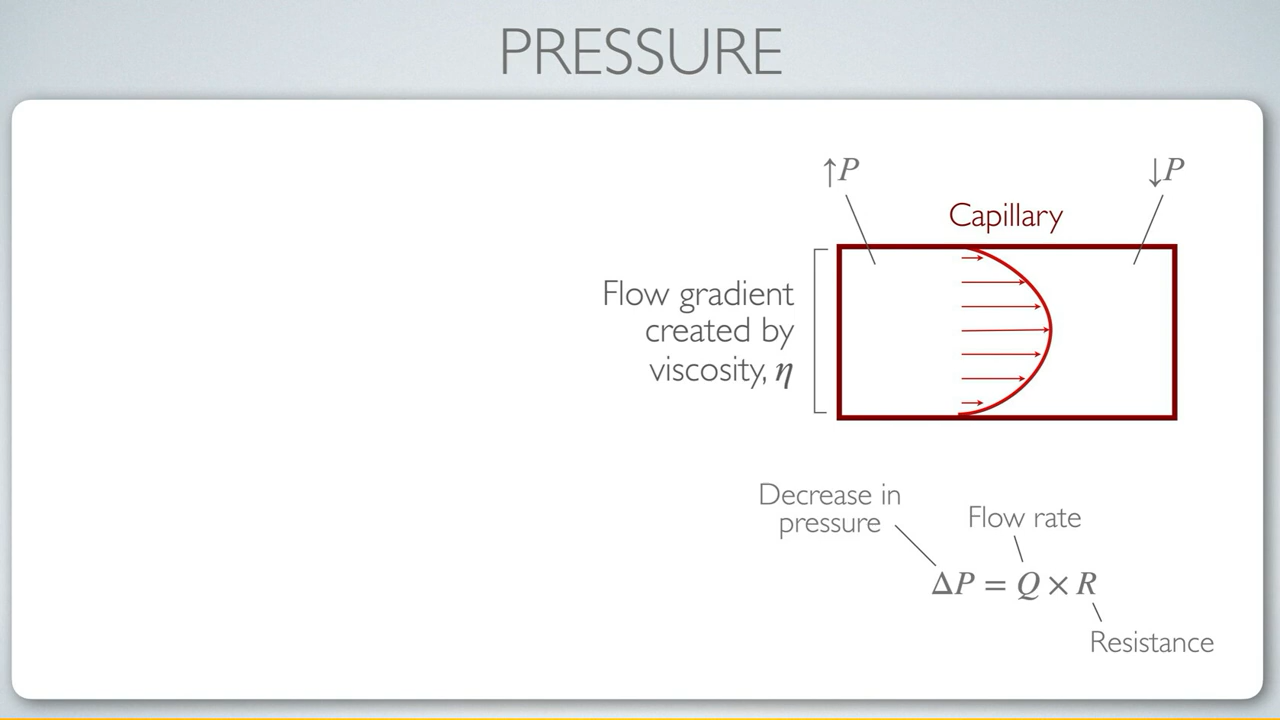 PRESSURE
↑P
↓P
Capillary
Flow gradient
created by
viscosity, η
Decrease in
pressure
Flow rate
ΔP = Q × R
Resistance